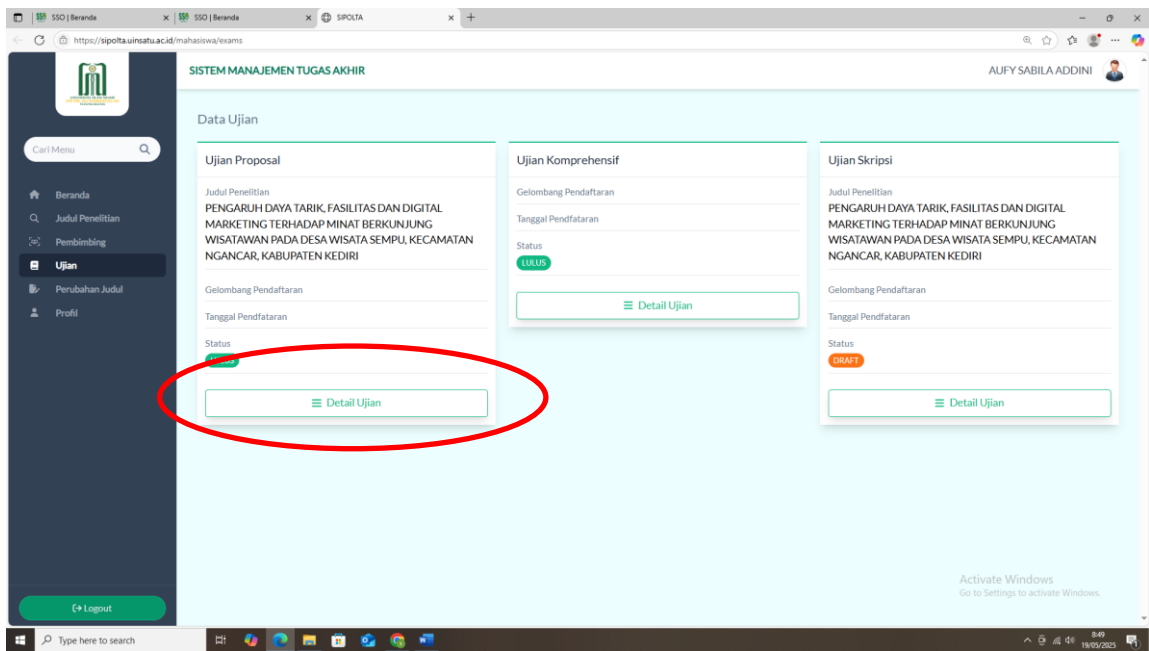 SSO | Beranda
SSO | Beranda
SIPOLTA
https://sipolta.uinsatu.ac.id/mahasiswa/exams
SISTEM MANAJEMEN TUGAS AKHIR
AUFY SABILA ADDINI
Cari Menu
Beranda
Judul Penelitian
Pembimbing
Ujian
Perubahan Judul
Profil
Logout
Data Ujian
Ujian Proposal
Judul Penelitian
PENGARUH DAYA TARIK, FASILITAS DAN DIGITAL
MARKETING TERHADAP MINAT BERKUNJUNG
WISATAWAN PADA DESA WISATA SEMPU, KECAMATAN
NGANCAR, KABUPATEN KEDIRI
Gelombang Pendaftaran
Tanggal Pendfataran
Status
Detail Ujian
Ujian Komprehensif
Gelombang Pendaftaran
Tanggal Pendfataran
Status
LULUS
Detail Ujian
Ujian Skripsi
Judul Penelitian
PENGARUH DAYA TARIK, FASILITAS DAN DIGITAL
MARKETING TERHADAP MINAT BERKUNJUNG
WISATAWAN PADA DESA WISATA SEMPU, KECAMATAN
NGANCAR, KABUPATEN KEDIRI
Gelombang Pendaftaran
Tanggal Pendfataran
Status
DRAFT
Detail Ujian
Activate Windows
Go to Settings to activate Windows.
Type here to search
8:49
19/05/2025